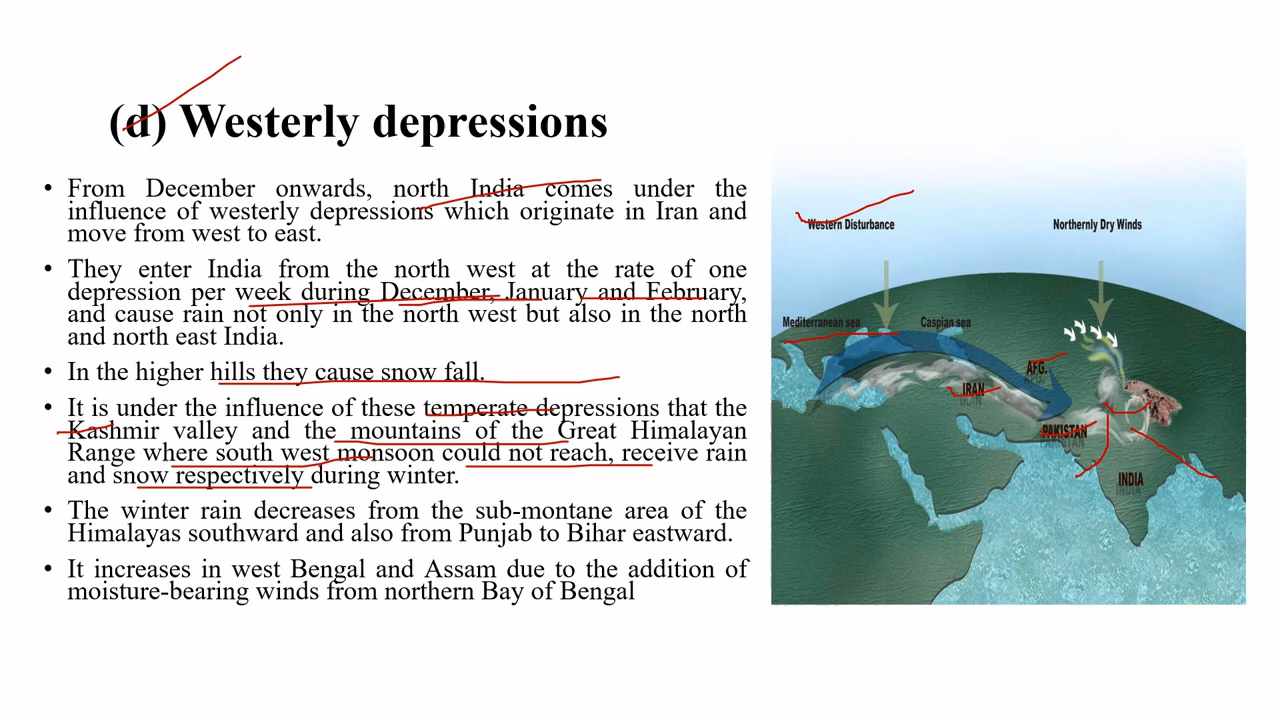 (d) Westerly depressions
• From December onwards, north India comes under the
influence of westerly depressions which originate in Iran and
move from west to east.
• They enter India from the north west at the rate of one
depression per week during December, January and February,
and cause rain not only in the north west but also in the north
and north east India.
• In the higher hills they cause snow fall.
• It is under the influence of these temperate depressions that the
Kashmir valley and the mountains of the Great Himalayan
Range where south west monsoon could not reach, receive rain
and snow respectively during winter.
• The winter rain decreases from the sub-montane area of the
Himalayas southward and also from Punjab to Bihar eastward.
• It increases in west Bengal and Assam due to the addition of
moisture-bearing winds from northern Bay of Bengal
Western Disturbance
Northernly Dry Winds
Mediterranean sea
Caspian sea
AFG.
IRAN
PAKISTAN
INDIA